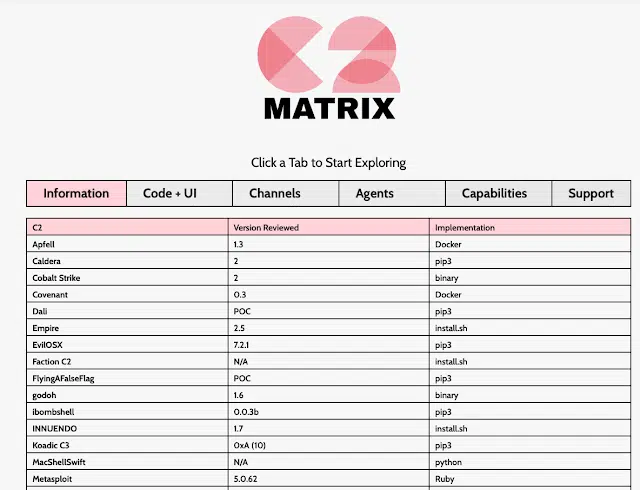 C2
MATRIX
Click a Tab to Start Exploring
Information Code + UI Channels Agents Capabilities Support
C2 Version Reviewed Implementation
Apfell 1.3 Docker
Caldera 2 pip3
Cobalt Strike 2 binary
Covenant 0.3 Docker
Dali POC pip3
Empire 2.5 install.sh
EvilOSX 7.2.1 pip3
Faction C2 N/A install.sh
FlyingAFalseFlag POC pip3
godoh 1.6 binary
ibombshell 0.0.3b pip3
INNUENDO 1.7 install.sh
Koadic C3 0xA (10) pip3
MacShellSwift N/A python
Metasploit 5.0.62 Ruby